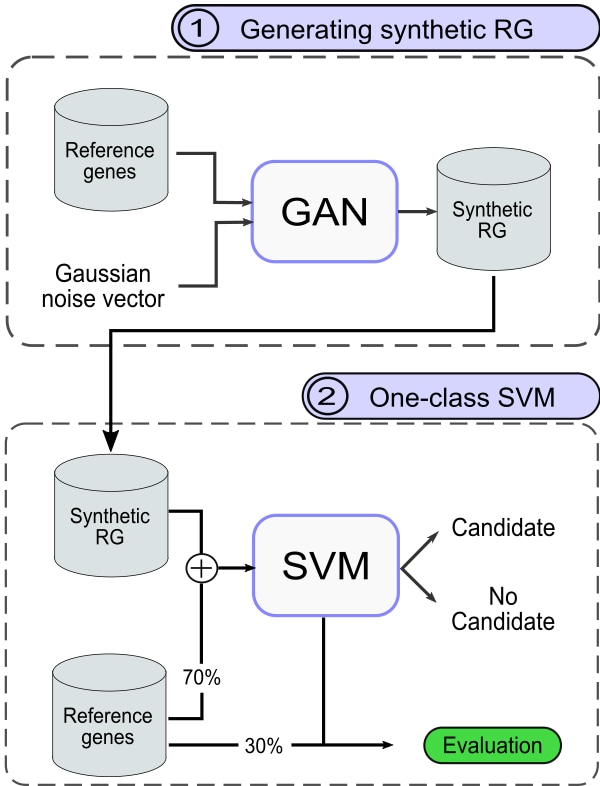 1 Generating synthetic RG
Reference
genes
GAN
Synthetic
RG
Gaussian
noise vector
2 One-class SVM
Synthetic
RG
SVM
Candidate
No
Candidate
70%
Reference
genes
30%
Evaluation